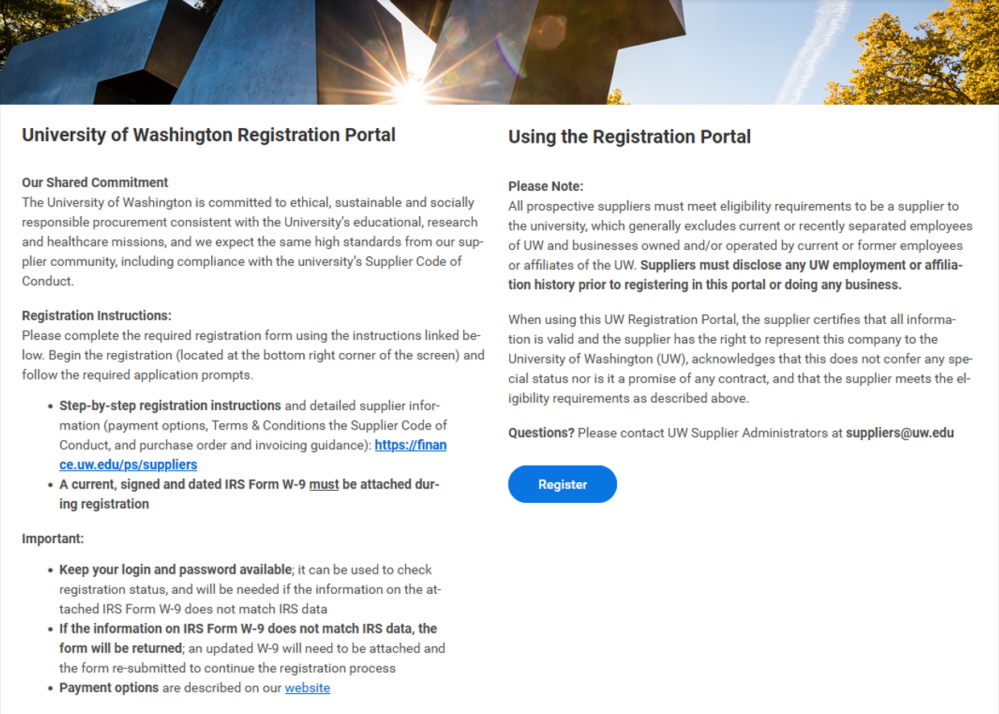 University of Washington Registration Portal
Our Shared Commitment
The University of Washington is committed to ethical, sustainable and socially
responsible procurement consistent with the University’s educational, research
and healthcare missions, and we expect the same high standards from our sup-
plier community, including compliance with the university’s Supplier Code of
Conduct.
Registration Instructions:
Please complete the required registration form using the instructions linked be-
low. Begin the registration (located at the bottom right corner of the screen) and
follow the required application prompts.
• Step-by-step registration instructions and detailed supplier infor-
mation (payment options, Terms & Conditions the Supplier Code of
Conduct, and purchase order and invoicing guidance): https://finan
ce.uw.edu/ps/suppliers
• A current, signed and dated IRS Form W-9 must be attached dur-
ing registration
Important:
• Keep your login and password available; it can be used to check
registration status, and will be needed if the information on the at-
tached IRS Form W-9 does not match IRS data
• If the information on IRS Form W-9 does not match IRS data, the
form will be returned; an updated W-9 will need to be attached and
the form re-submitted to continue the registration process
• Payment options are described on our website
Using the Registration Portal
Please Note:
All prospective suppliers must meet eligibility requirements to be a supplier to
the university, which generally excludes current or recently separated employees
of UW and businesses owned and/or operated by current or former employees
or affiliates of the UW. Suppliers must disclose any UW employment or affilia-
tion history prior to registering in this portal or doing any business.
When using this UW Registration Portal, the supplier certifies that all informa-
tion is valid and the supplier has the right to represent this company to the
University of Washington (UW), acknowledges that this does not confer any spe-
cial status nor is it a promise of any contract, and that the supplier meets the el-
igibility requirements as described above.
Questions? Please contact UW Supplier Administrators at suppliers@uw.edu
Register